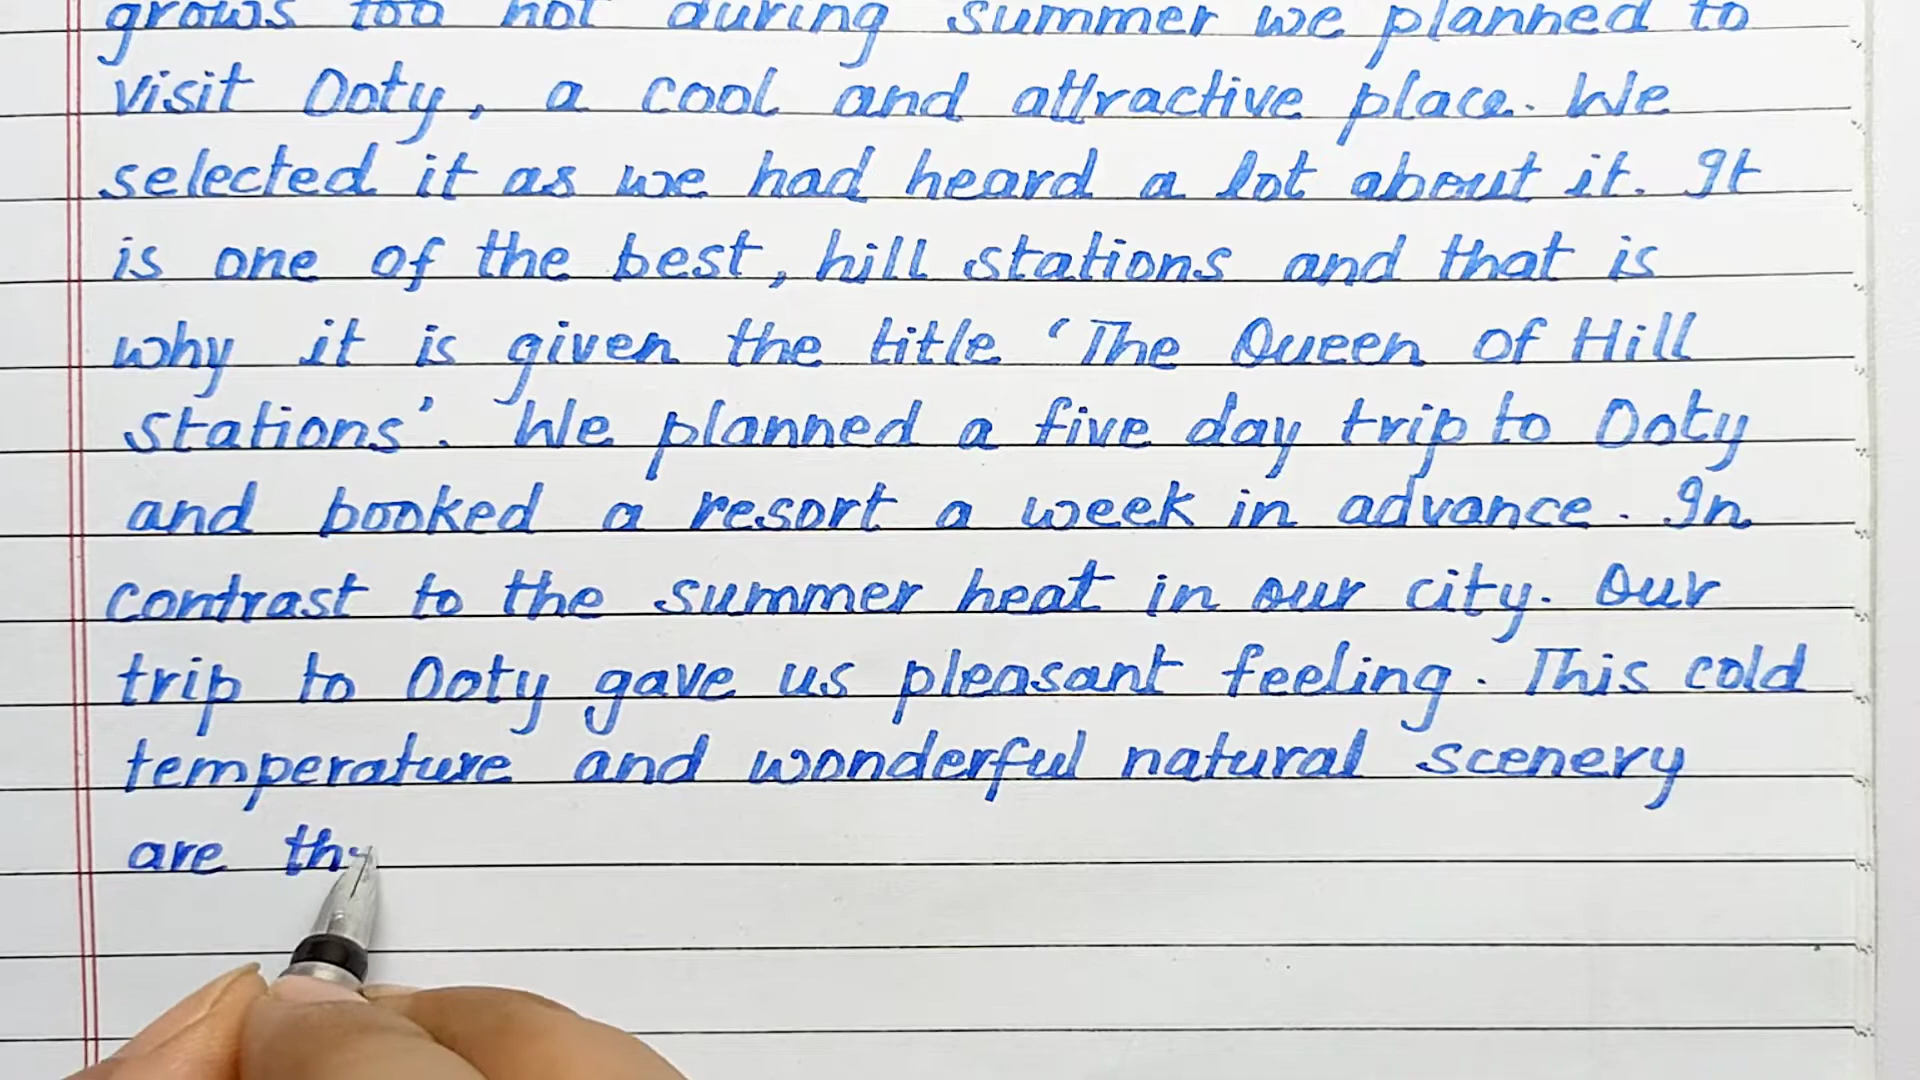 grows too hot during summer we planned to
visit Ooty, a cool and attractive place. We
selected it as we had heard a lot about it. It
is one of the best, hill stations and that is
why it is given the title ‘The Queen of Hill
Stations’. We planned a five day trip to Ooty
and booked a resort a week in advance. In
contrast to the summer heat in our city. Our
trip to Ooty gave us pleasant feeling. This cold
temperature and wonderful natural scenery
are